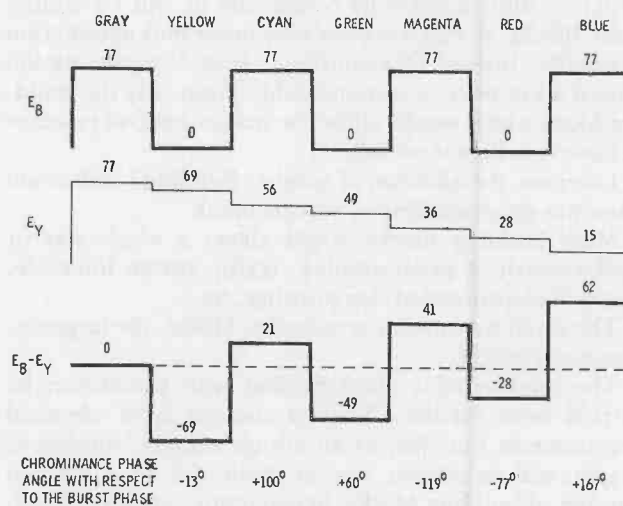 GRAY YELLOW CYAN GREEN MAGENTA RED BLUE
77 0 77 0 77 0 77
E_B
77 69 56 49 36 28 15
E_Y
0 -69 21 -49 41 -28 62
E_B-E_Y
CHROMINANCE PHASE
ANGLE WITH RESPECT
TO THE BURST PHASE
-13° +100° +60° -119° -77° +167°